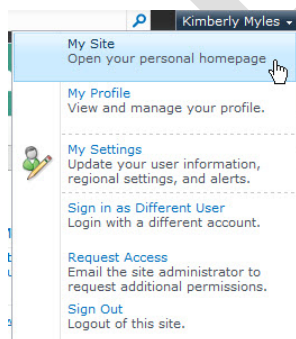 Kimberly Myles
My Site
Open your personal homepage
My Profile
View and manage your profile.
My Settings
Update your user information,
regional settings, and alerts.
Sign in as Different User
Login with a different account.
Request Access
Email the site administrator to
request additional permissions.
Sign Out
Logout of this site.